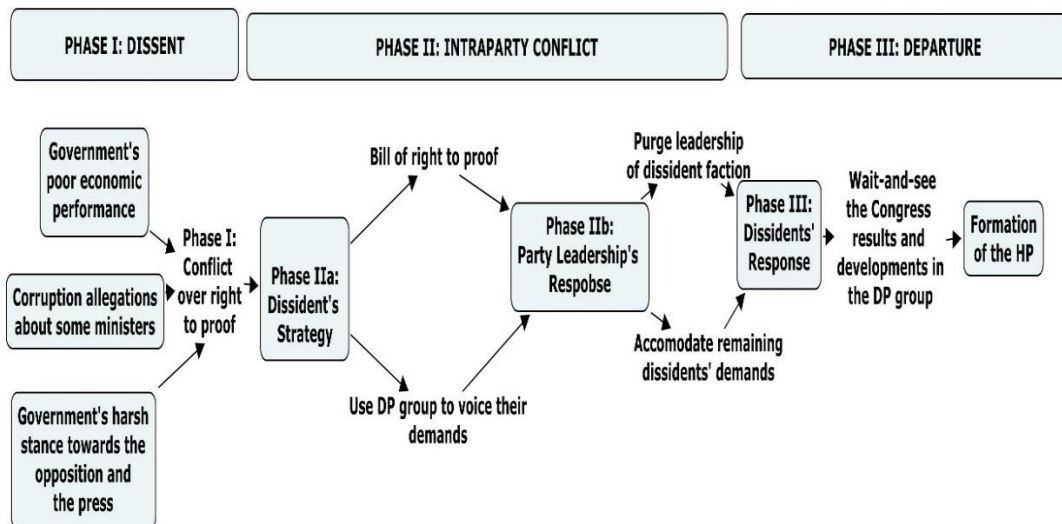 PHASE I: DISSENT
PHASE II: INTRAPARTY CONFLICT
PHASE III: DEPARTURE
Government's
poor economic
performance
Corruption allegations
about some ministers
Government's harsh
stance towards the
opposition and
the press
Phase I:
Conflict
over right
to proof
Phase IIa:
Dissident's
Strategy
Bill of right to proof
Use DP group to voice their
demands
Phase IIb:
Party Leadership's
Respobse
Purge leadership
of dissident faction
Accomodate remaining
dissidents' demands
Phase III:
Dissidents'
Response
Wait-and-see
the Congress
results and
developments in
the DP group
Formation
of the HP